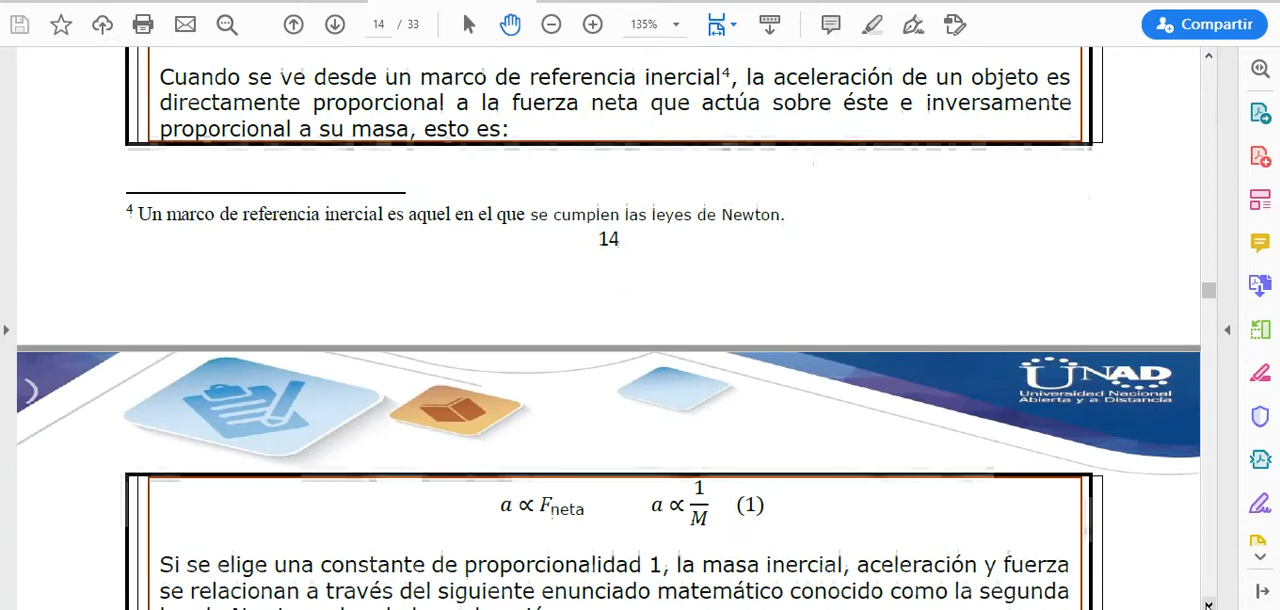 14 / 33
135%
Compartir
Cuando se ve desde un marco de referencia inercial⁴, la aceleración de un objeto es
directamente proporcional a la fuerza neta que actúa sobre éste e inversamente
proporcional a su masa, esto es:
⁴ Un marco de referencia inercial es aquel en el que se cumplen las leyes de Newton.
14
UNAD
Universidad Nacional
Abierta y a Distancia
a ∝ F_neta    a ∝ 1/M    (1)
Si se elige una constante de proporcionalidad 1, la masa inercial, aceleración y fuerza
se relacionan a través del siguiente enunciado matemático conocido como la segunda